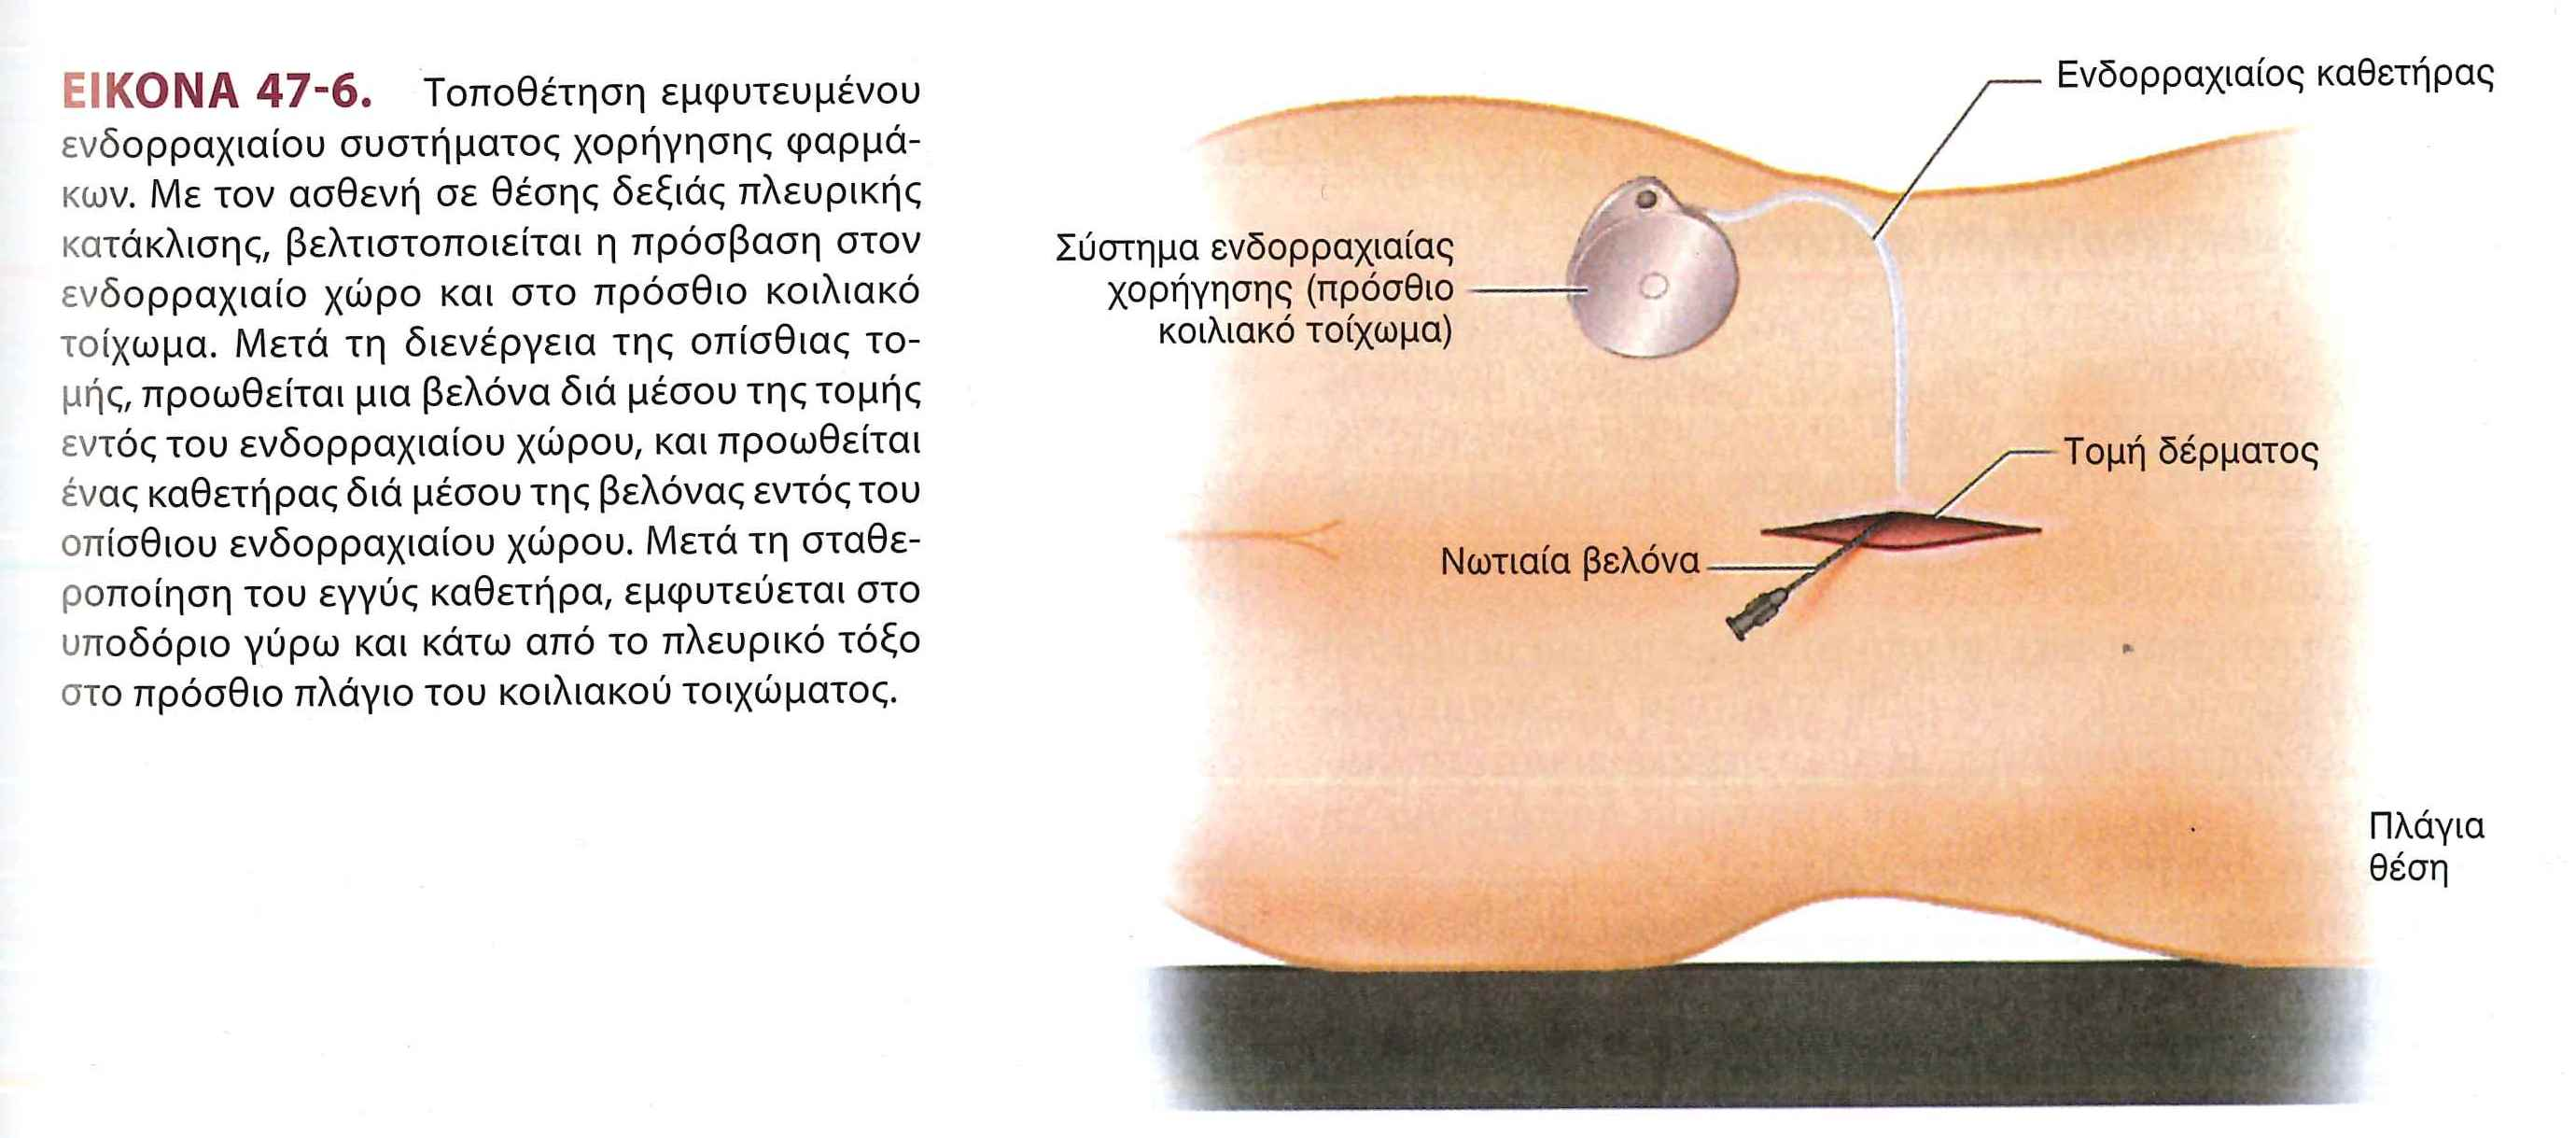 ΕΙΚΟΝΑ 47-6. Τοποθέτηση εμφυτευμένου
ενδορραχιαίου συστήματος χορήγησης φαρμά-
κων. Με τον ασθενή σε θέσης δεξιάς πλευρικής
κατάκλισης, βελτιστοποιείται η πρόσβαση στον
ενδορραχιαίο χώρο και στο πρόσθιο κοιλιακό
τοίχωμα. Μετά τη διενέργεια της οπίσθιας το-
μής, προωθείται μια βελόνα διά μέσου της τομής
εντός του ενδορραχιαίου χώρου, και προωθείται
ένας καθετήρας διά μέσου της βελόνας εντός του
οπίσθιου ενδορραχιαίου χώρου. Μετά τη σταθε-
ροποίηση του εγγύς καθετήρα, εμφυτεύεται στο
υποδόριο γύρω και κάτω από το πλευρικό τόξο
στο πρόσθιο πλάγιο του κοιλιακού τοιχώματος.
Ενδορραχιαίος καθετήρας
Σύστημα ενδορραχιαίας
χορήγησης (πρόσθιο
κοιλιακό τοίχωμα)
Τομή δέρματος
Νωτιαία βελόνα
Πλάγια
θέση